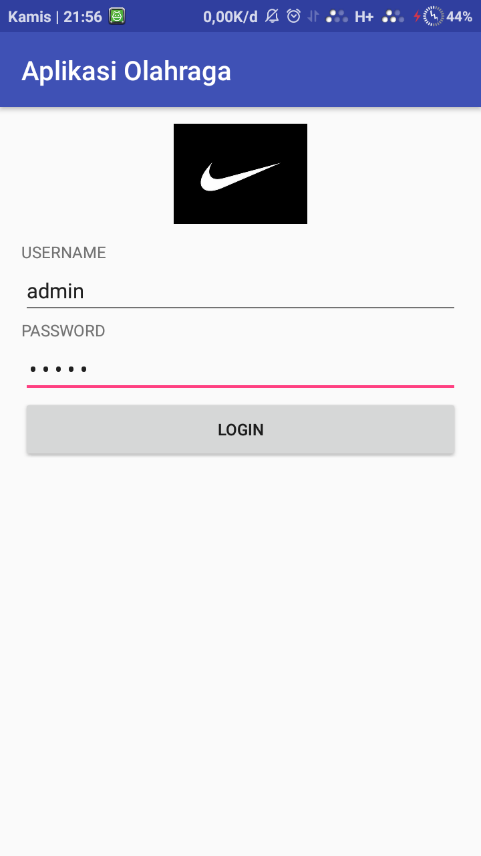 Kamis | 21:56 0,00K/d H+ 44%
Aplikasi Olahraga
USERNAME
admin
PASSWORD
•••••
LOGIN